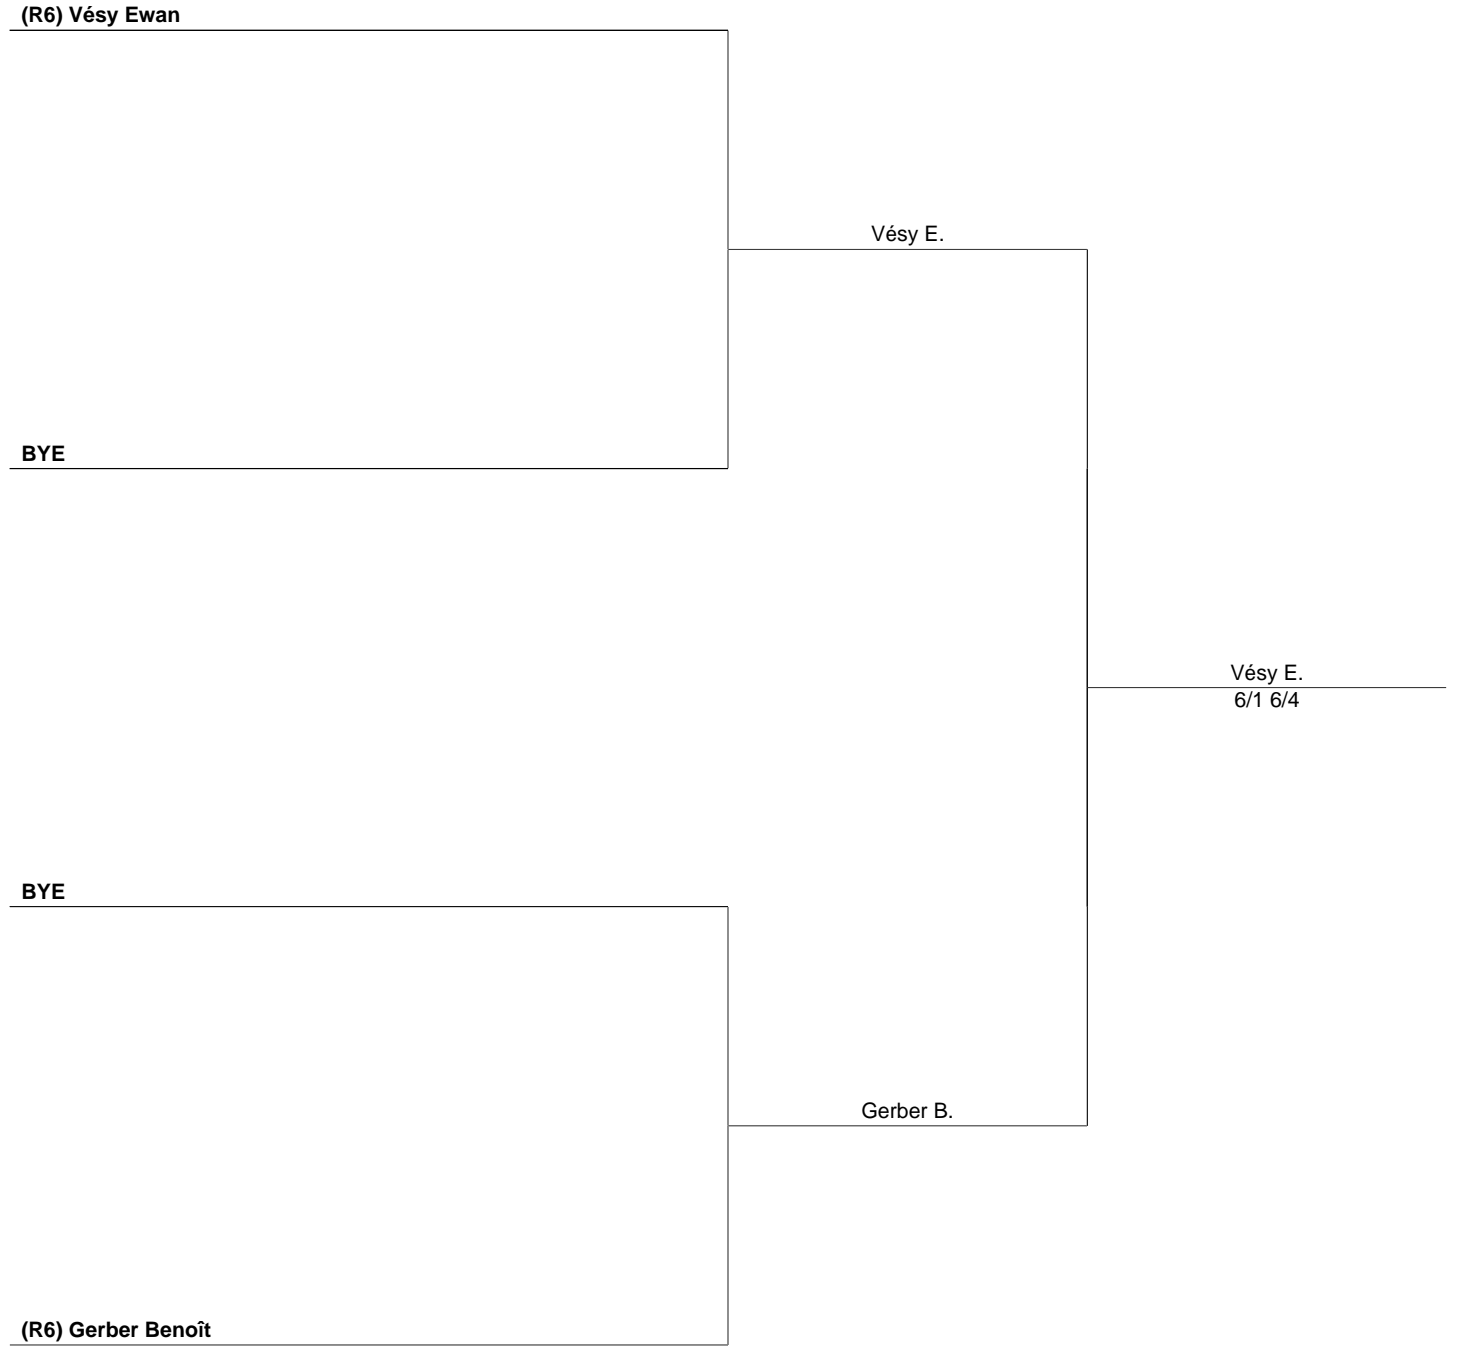 (R6) Vésy Ewan
Vésy E.
BYE
Vésy E.
6/1 6/4
BYE
Gerber B.
(R6) Gerber Benoît